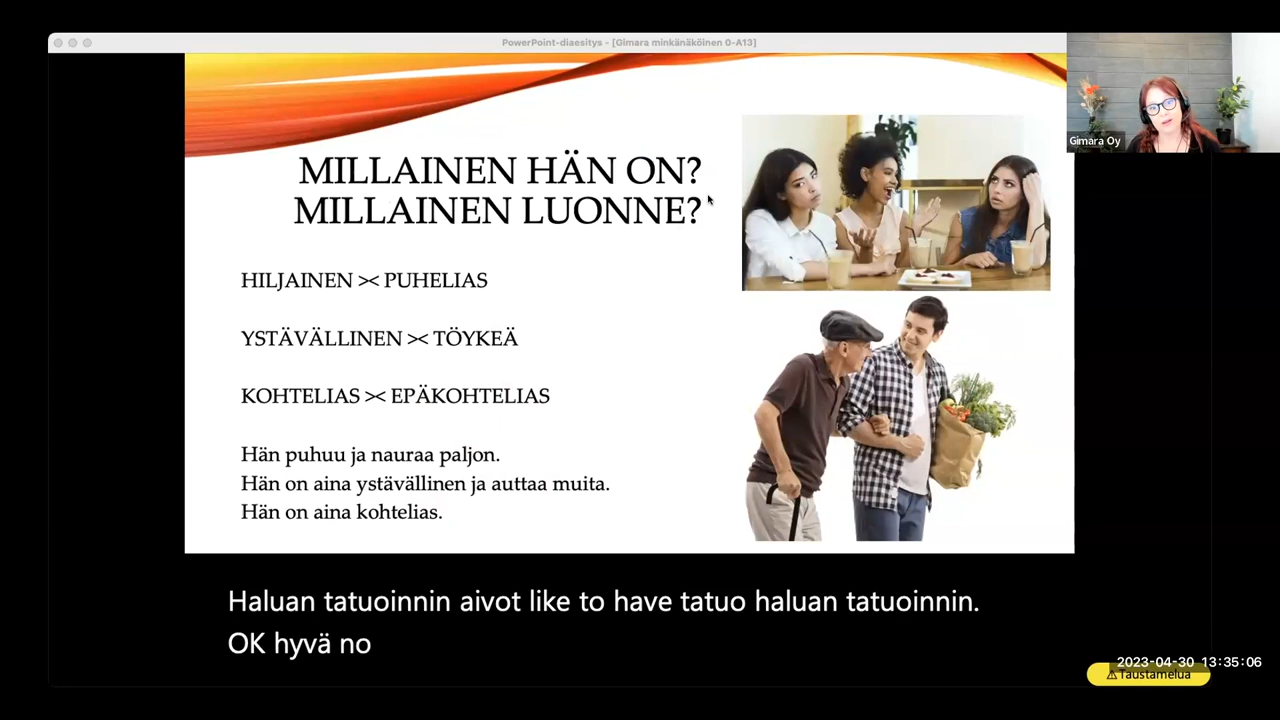 PowerPoint-diaesitys - [Gimara minkänäköinen 0-A13]
Gimara Oy
MILLAINEN HÄN ON?
MILLAINEN LUONNE?
HILJAINEN >< PUHELIAS
YSTÄVÄLLINEN >< TÖYKEÄ
KOHTELIAS >< EPÄKOHTELIAS
Hän puhuu ja nauraa paljon.
Hän on aina ystävällinen ja auttaa muita.
Hän on aina kohtelias.
Haluan tatuoinnin aivot like to have tatuo haluan tatuoinnin.
OK hyvä no
2023-04-30 13:35:06
⚠Taustamelua